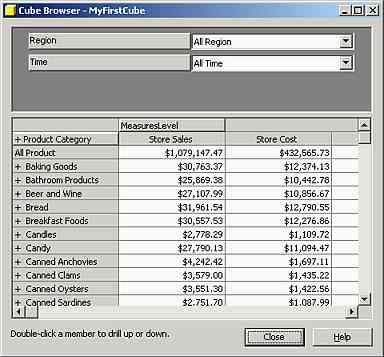 Cube Browser - MyFirstCube
Region All Region
Time All Time
MeasuresLevel
+ Product Category Store Sales Store Cost
All Product $1,079,147.47 $432,565.73
+ Baking Goods $30,763.37 $12,374.13
+ Bathroom Products $25,869.38 $10,442.78
+ Beer and Wine $27,107.99 $10,856.67
+ Bread $31,961.54 $12,790.55
+ Breakfast Foods $30,557.53 $12,276.86
+ Candles $2,778.29 $1,109.72
+ Candy $27,790.13 $11,094.47
+ Canned Anchovies $4,242.42 $1,697.11
+ Canned Clams $3,579.00 $1,435.22
+ Canned Oysters $3,551.30 $1,422.56
+ Canned Sardines $2,751.70 $1,087.99
Double-click a member to drill up or down.
Close Help